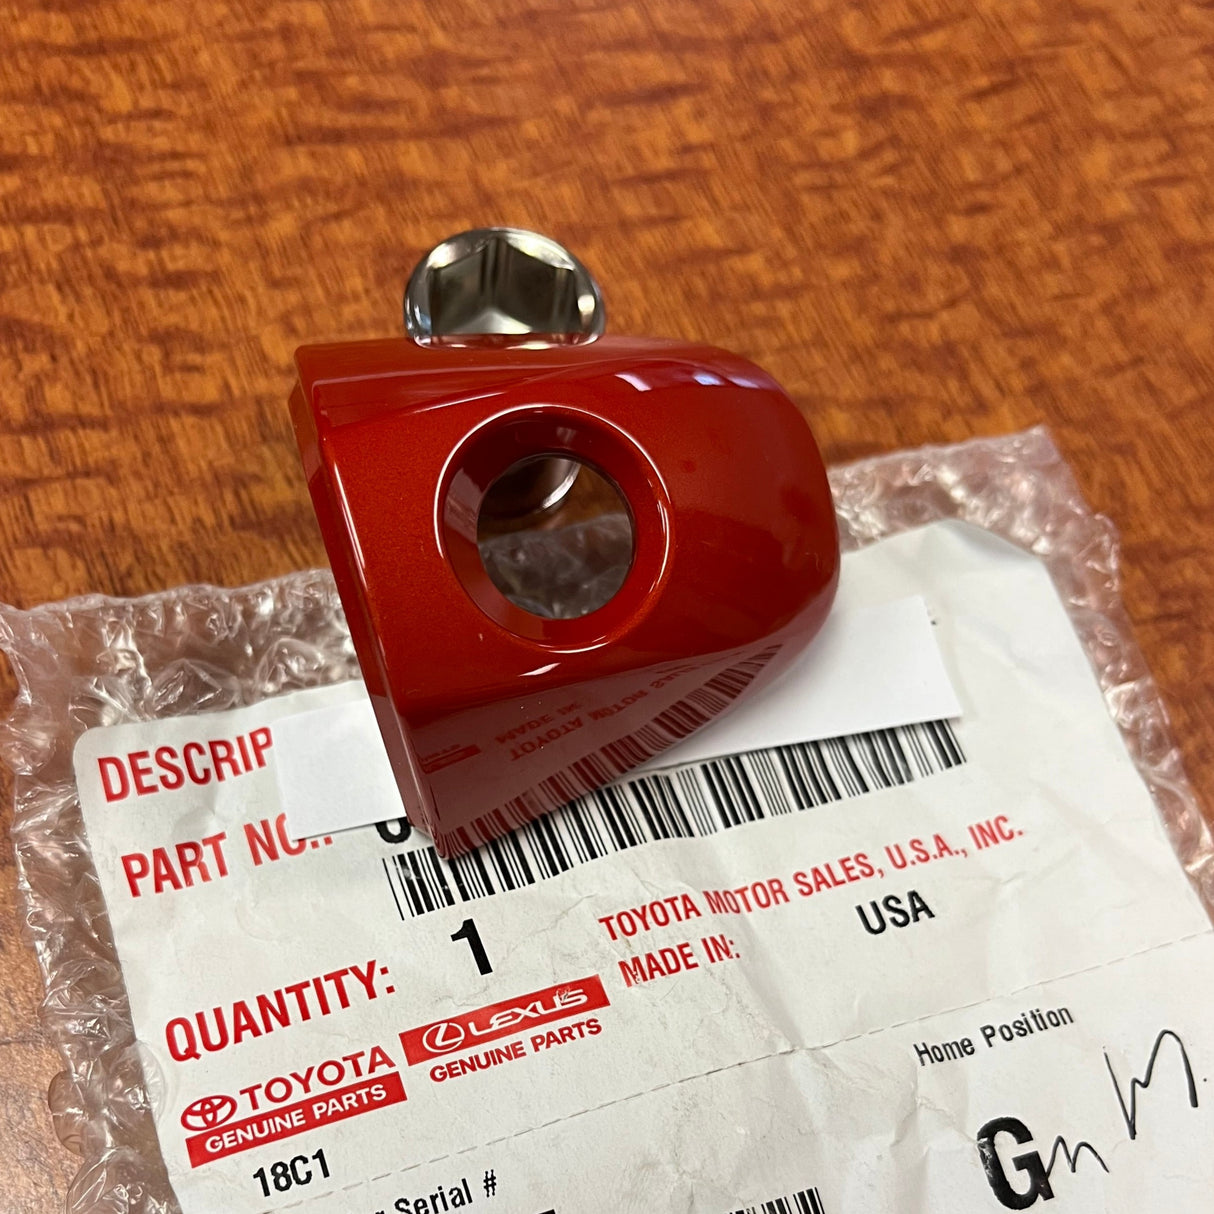 DESCRIP
PART NO.:
1
QUANTITY:
TOYOTA MOTOR SALES, U.S.A., INC.
MADE IN:
USA
TOYOTA
GENUINE PARTS
LEXUS
GENUINE PARTS
18C1
Home Position
G
Serial #